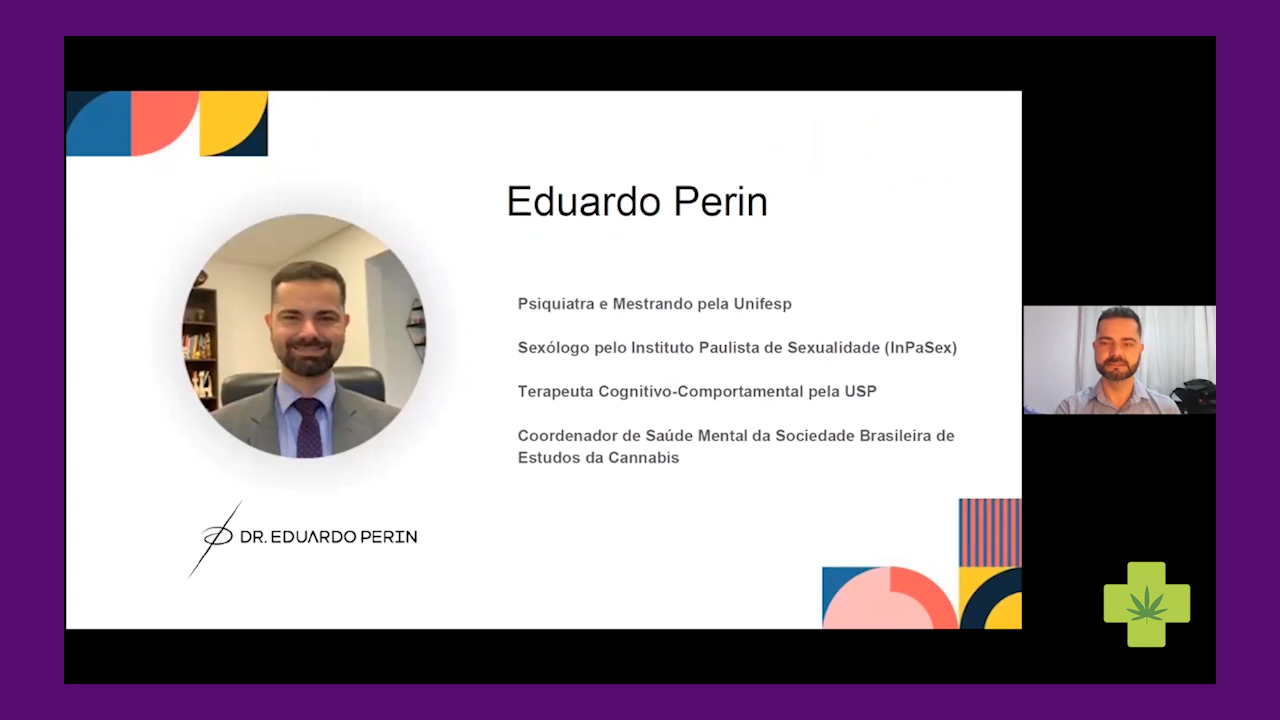 Eduardo Perin
Psiquiatra e Mestrando pela Unifesp
Sexólogo pelo Instituto Paulista de Sexualidade (InPaSex)
Terapeuta Cognitivo-Comportamental pela USP
Coordenador de Saúde Mental da Sociedade Brasileira de
Estudos da Cannabis
DR. EDUARDO PERIN